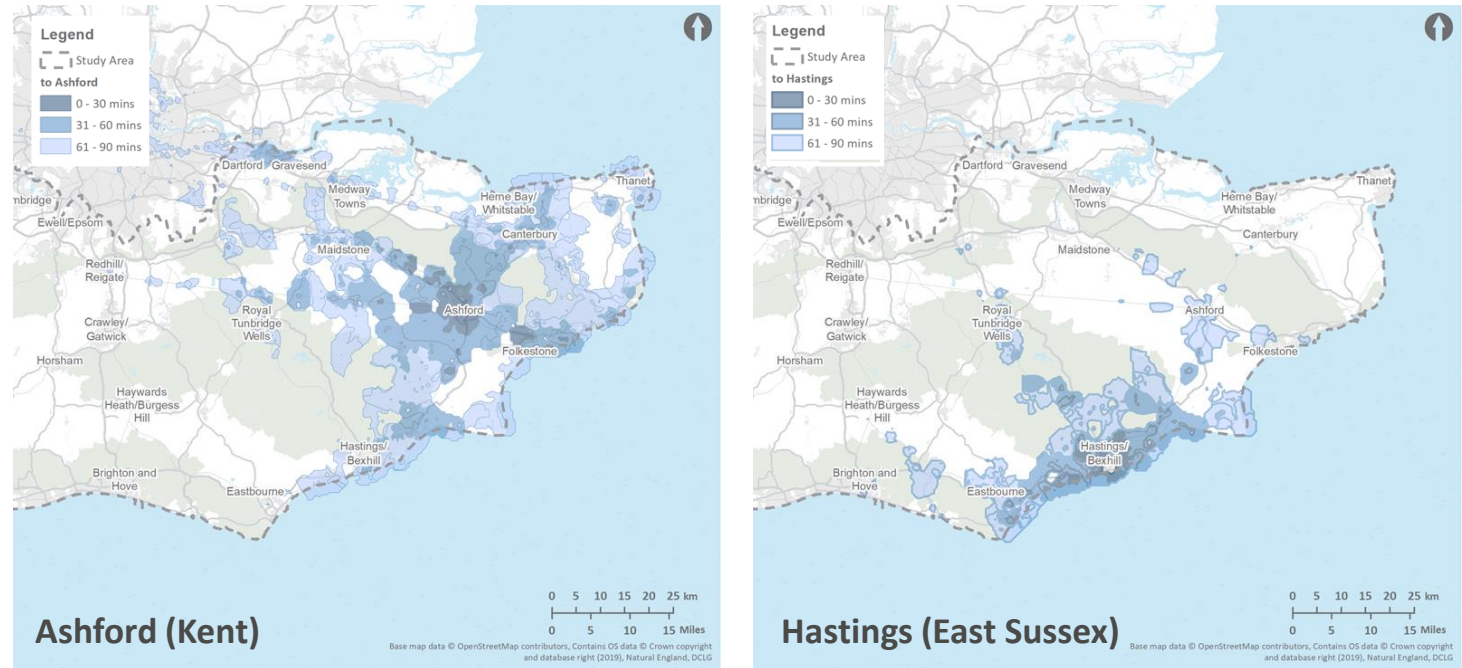 Legend
Study Area
to Ashford
0 - 30 mins
31 - 60 mins
61 - 90 mins
Dartford
Gravesend
Thanet
Medway
Towns
Herne Bay/
Whitstable
mbridge
Ewell/Epsom
Canterbury
Maidstone
Redhill/
Reigate
Ashford
Royal
Tunbridge
Wells
Crawley/
Gatwick
Folkestone
Horsham
Haywards
Heath/Burgess
Hill
Hastings/
Bexhill
Brighton and
Hove
Eastbourne
0 5 10 15 20 25 km
0 5 10 15 Miles
Ashford (Kent)
Base map data © OpenStreetMap contributors, Contains OS data © Crown copyright
and database right (2019), Natural England, DCLG
Legend
Study Area
to Hastings
0 - 30 mins
31 - 60 mins
61 - 90 mins
Dartford
Gravesend
Thanet
Medway
Towns
Herne Bay/
Whitstable
mbridge
Ewell/Epsom
Canterbury
Maidstone
Redhill/
Reigate
Ashford
Royal
Tunbridge
Wells
Crawley/
Gatwick
Folkestone
Horsham
Haywards
Heath/Burgess
Hill
Hastings/
Bexhill
Brighton and
Hove
Eastbourne
0 5 10 15 20 25 km
0 5 10 15 Miles
Hastings (East Sussex)
Base map data © OpenStreetMap contributors, Contains OS data © Crown copyright
and database right (2019), Natural England, DCLG